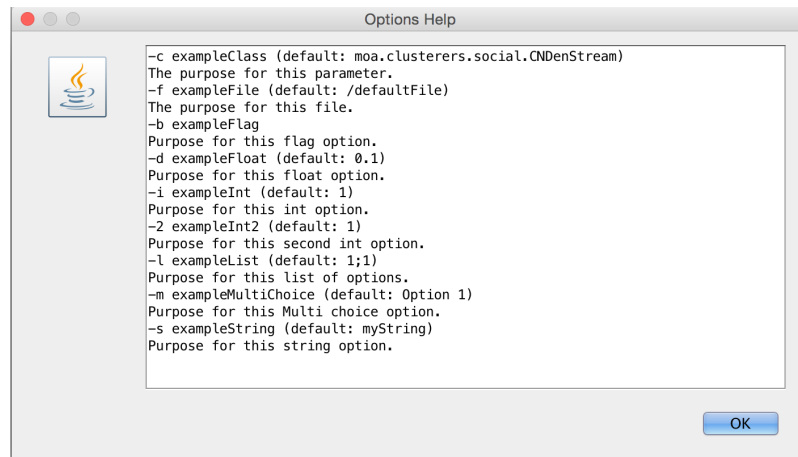 Options Help
–c exampleClass (default: moa.clusterers.social.CNDenStream)
The purpose for this parameter.
–f exampleFile (default: /defaultFile)
The purpose for this file.
–b exampleFlag
Purpose for this flag option.
–d exampleFloat (default: 0.1)
Purpose for this float option.
–i exampleInt (default: 1)
Purpose for this int option.
–2 exampleInt2 (default: 1)
Purpose for this second int option.
–l exampleList (default: 1;1)
Purpose for this list of options.
–m exampleMultiChoice (default: Option 1)
Purpose for this Multi choice option.
–s exampleString (default: myString)
Purpose for this string option.
OK